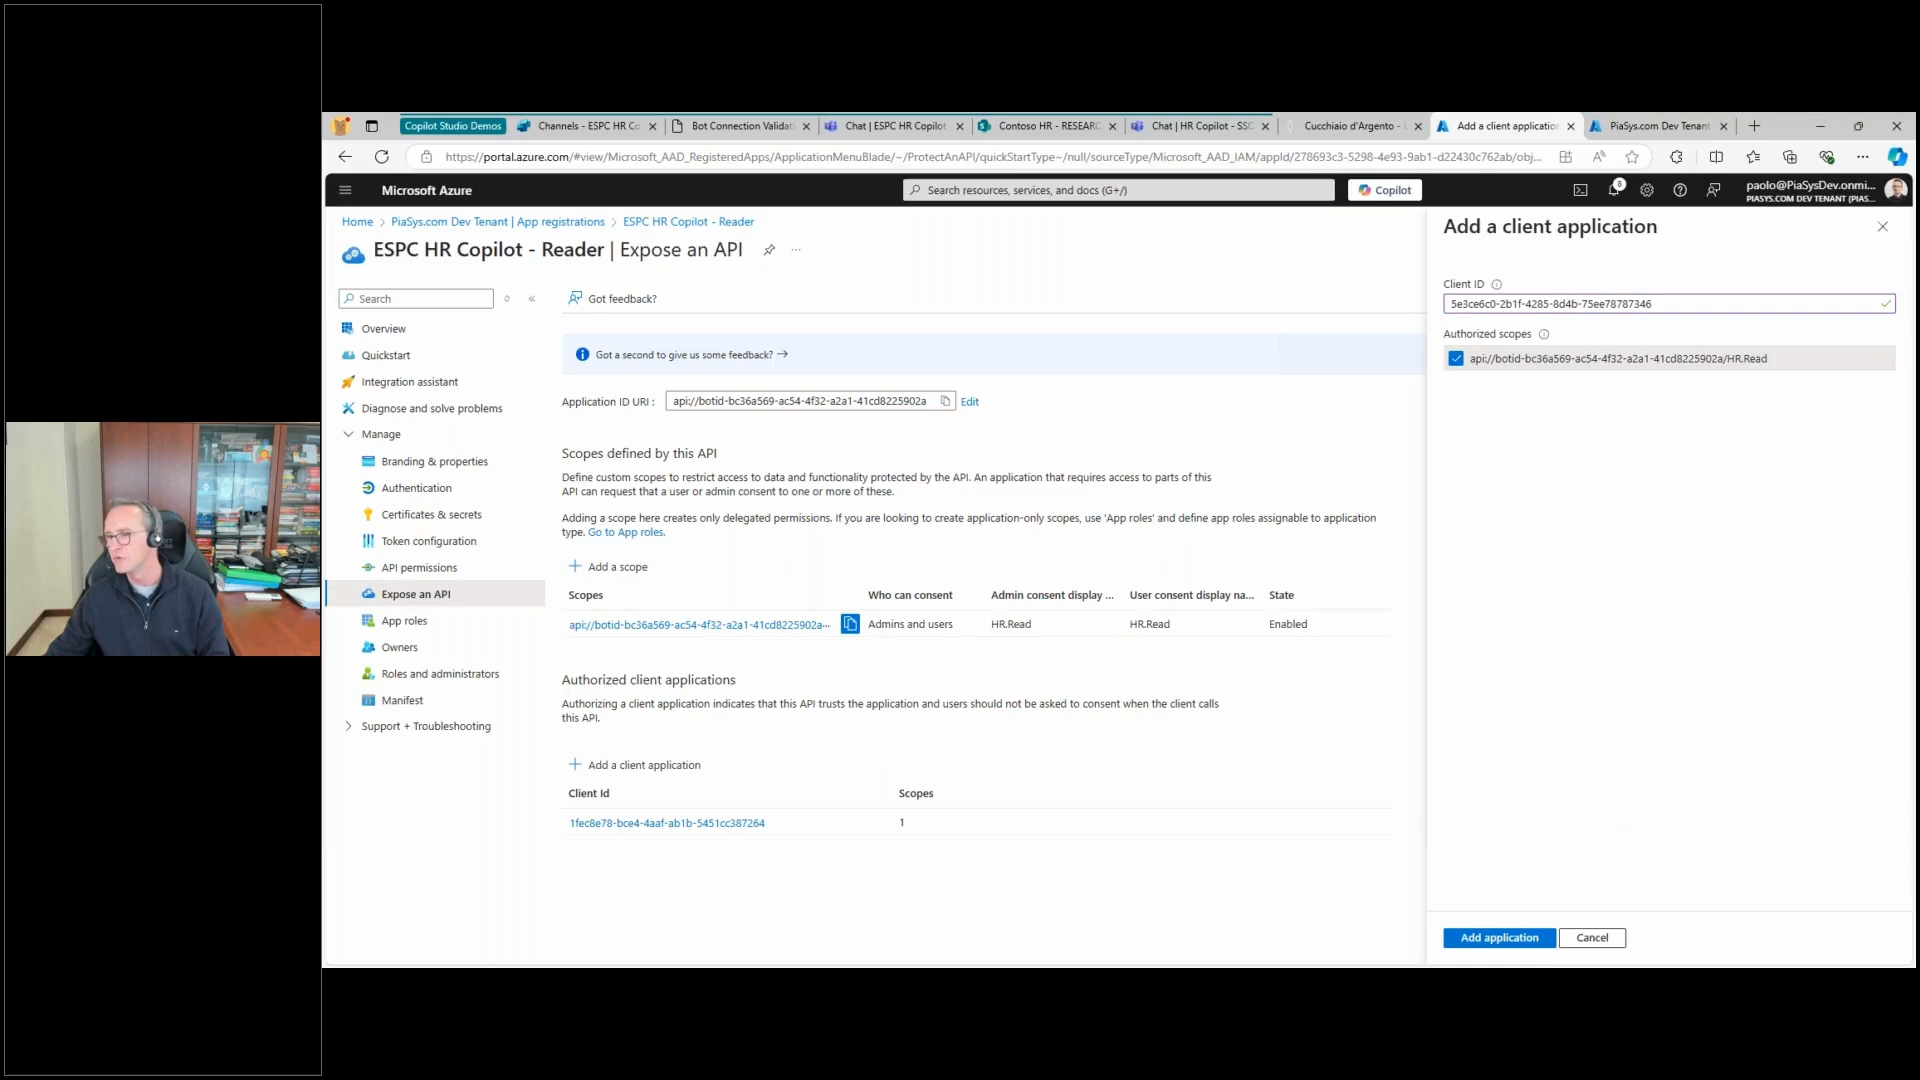 Copilot Studio Demos
Channels - ESPC HR Co
Bot Connection Validati
Chat | ESPC HR Copilot
Contoso HR - RESEARC
Chat | HR Copilot - SSC
Cucchiaio d'Argento -
Add a client application
PiaSys.com Dev Tenant
https://portal.azure.com/#view/Microsoft_AAD_RegisteredApps/ApplicationMenuBlade/~/ProtectAnAPI/quickStartType~/null/sourceType/Microsoft_AAD_IAM/appId/278693c3-5298-4e93-9ab1-d22430c762ab/obj...
Microsoft Azure
Search resources, services, and docs (G+/)
Copilot
8
paolo@PiaSysDev.onmi...
PIASYS.COM DEV TENANT (PIAS...
Home > PiaSys.com Dev Tenant | App registrations > ESPC HR Copilot - Reader
ESPC HR Copilot - Reader | Expose an API
Search
Overview
Quickstart
Integration assistant
Diagnose and solve problems
Manage
Branding & properties
Authentication
Certificates & secrets
Token configuration
API permissions
Expose an API
App roles
Owners
Roles and administrators
Manifest
Support + Troubleshooting
Got feedback?
Got a second to give us some feedback?
Application ID URI :
api://botid-bc36a569-ac54-4f32-a2a1-41cd8225902a
Edit
Scopes defined by this API
Define custom scopes to restrict access to data and functionality protected by the API. An application that requires access to parts of this
API can request that a user or admin consent to one or more of these.
Adding a scope here creates only delegated permissions. If you are looking to create application-only scopes, use 'App roles' and define app roles assignable to application
type. Go to App roles.
Add a scope
Scopes
Who can consent
Admin consent display ...
User consent display na...
State
api://botid-bc36a569-ac54-4f32-a2a1-41cd8225902a...
Admins and users
HR.Read
HR.Read
Enabled
Authorized client applications
Authorizing a client application indicates that this API trusts the application and users should not be asked to consent when the client calls
this API.
Add a client application
Client Id
Scopes
1fec8e78-bce4-4aaf-ab1b-5451cc387264
1
Add a client application
Client ID
5e3ce6c0-2b1f-4285-8d4b-75ee78787346
Authorized scopes
api://botid-bc36a569-ac54-4f32-a2a1-41cd8225902a/HR.Read
Add application
Cancel